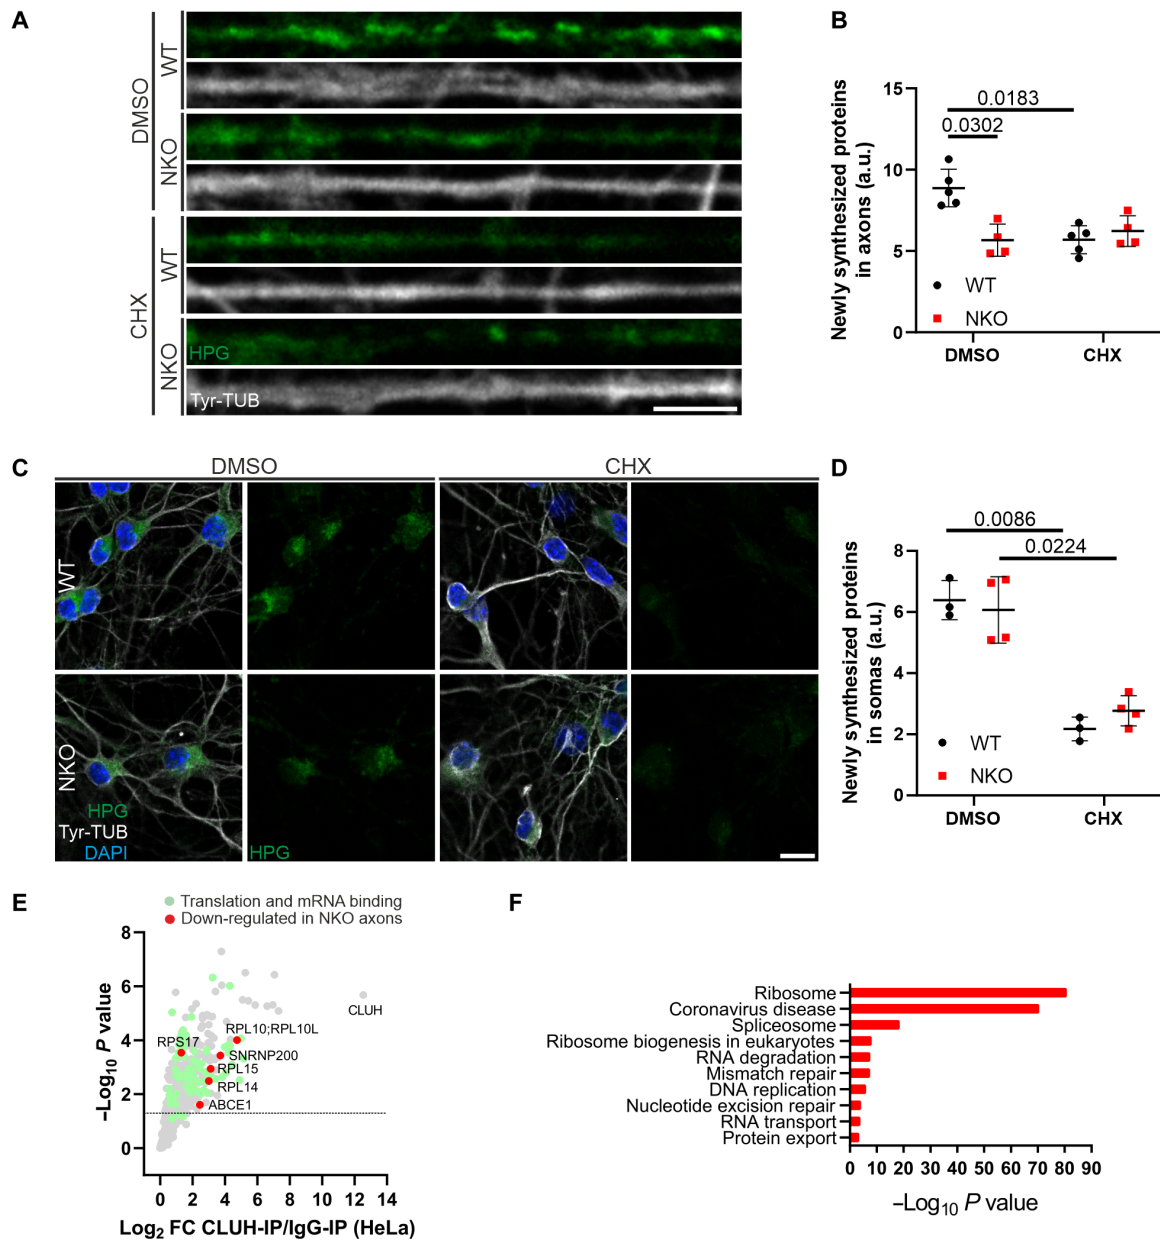 A
DMSO
WT
NKO
CHX
WT
NKO
HPG
Tyr-TUB
B
Newly synthesized proteins
in axons (a.u.)
15
10
5
0
0.0183
0.0302
WT
NKO
DMSO CHX
C
DMSO CHX
WT
NKO
HPG
Tyr-TUB
DAPI
HPG
D
Newly synthesized proteins
in somas (a.u.)
8
6
4
2
0
0.0086
0.0224
WT
NKO
DMSO CHX
E
Translation and mRNA binding
Down-regulated in NKO axons
–Log10 P value
8
6
4
2
0
CLUH
RPL10;RPL10L
RPS17
SNRNP200
RPL15
RPL14
ABCE1
0 2 4 6 8 10 12 14
Log2 FC CLUH-IP/IgG-IP (HeLa)
F
Ribosome
Coronavirus disease
Spliceosome
Ribosome biogenesis in eukaryotes
RNA degradation
Mismatch repair
DNA replication
Nucleotide excision repair
RNA transport
Protein export
0 10 20 30 40 50 60 70 80 90
–Log10 P value